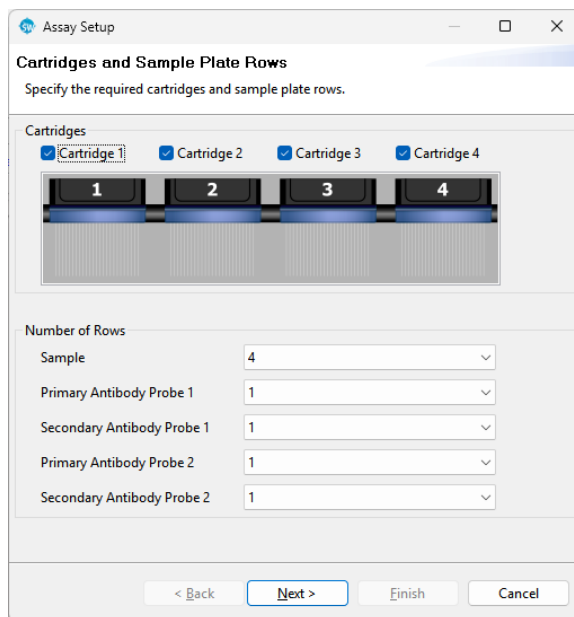 SW Assay Setup
Cartridges and Sample Plate Rows
Specify the required cartridges and sample plate rows.
Cartridges
Cartridge 1 Cartridge 2 Cartridge 3 Cartridge 4
1 2 3 4
Number of Rows
Sample 4
Primary Antibody Probe 1 1
Secondary Antibody Probe 1 1
Primary Antibody Probe 2 1
Secondary Antibody Probe 2 1
< Back Next > Finish Cancel